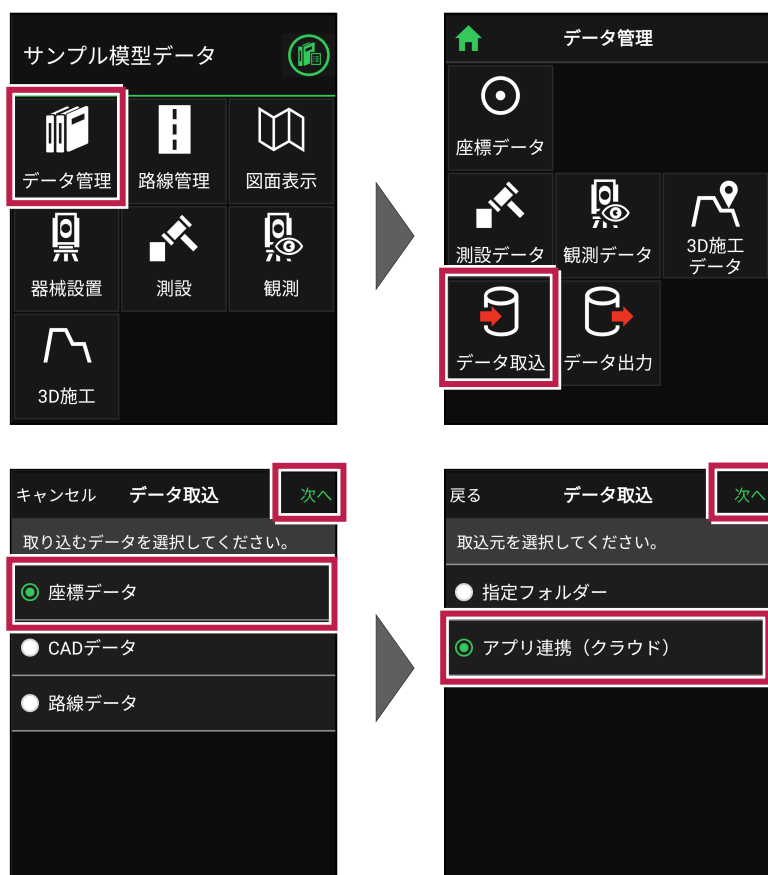 サンプル模型データ
データ管理
路線管理
図面表示
器械設置
測設
観測
3D施工
データ管理
座標データ
測設データ
観測データ
3D施工
データ
データ取込
データ出力
キャンセル
データ取込
次へ
取り込むデータを選択してください。
座標データ
CADデータ
路線データ
戻る
データ取込
次へ
取込元を選択してください。
指定フォルダー
アプリ連携（クラウド）